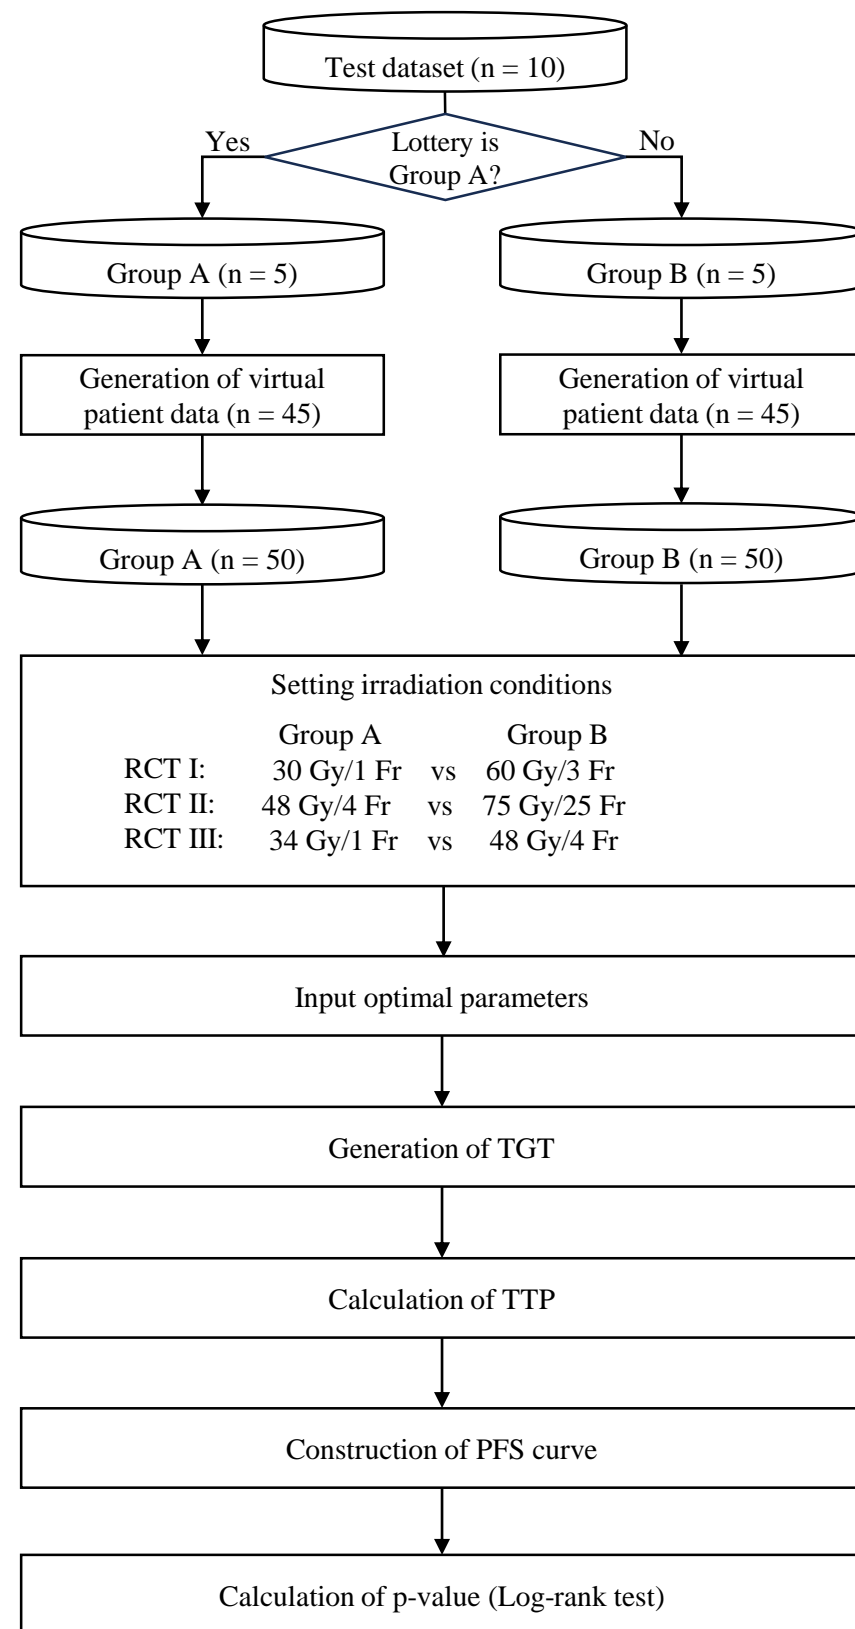 Test dataset (n = 10)
Yes
Lottery is
Group A?
No
Group A (n = 5)
Group B (n = 5)
Generation of virtual
patient data (n = 45)
Generation of virtual
patient data (n = 45)
Group A (n = 50)
Group B (n = 50)
Setting irradiation conditions
Group A Group B
RCT I: 30 Gy/1 Fr vs 60 Gy/3 Fr
RCT II: 48 Gy/4 Fr vs 75 Gy/25 Fr
RCT III: 34 Gy/1 Fr vs 48 Gy/4 Fr
Input optimal parameters
Generation of TGT
Calculation of TTP
Construction of PFS curve
Calculation of p-value (Log-rank test)